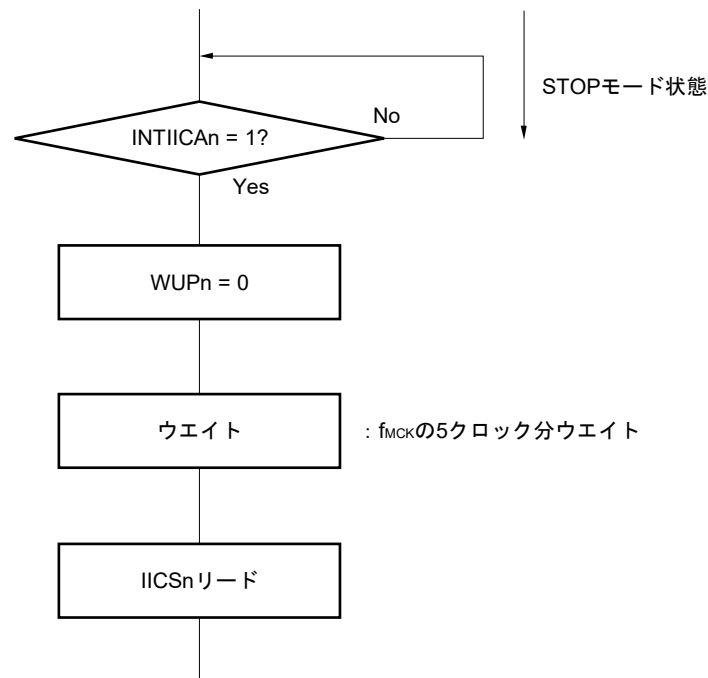 STOPモード状態
No
INTIICAn = 1?
Yes
WUPn = 0
ウエイト : fMCKの5クロック分ウエイト
IICSnリード